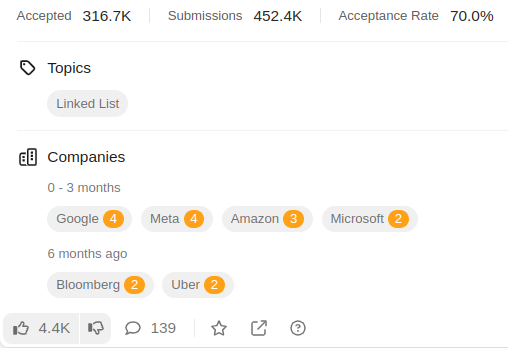 Accepted 316.7K Submissions 452.4K Acceptance Rate 70.0%
Topics
Linked List
Companies
0 - 3 months
Google 4 Meta 4 Amazon 3 Microsoft 2
6 months ago
Bloomberg 2 Uber 2
4.4K 139